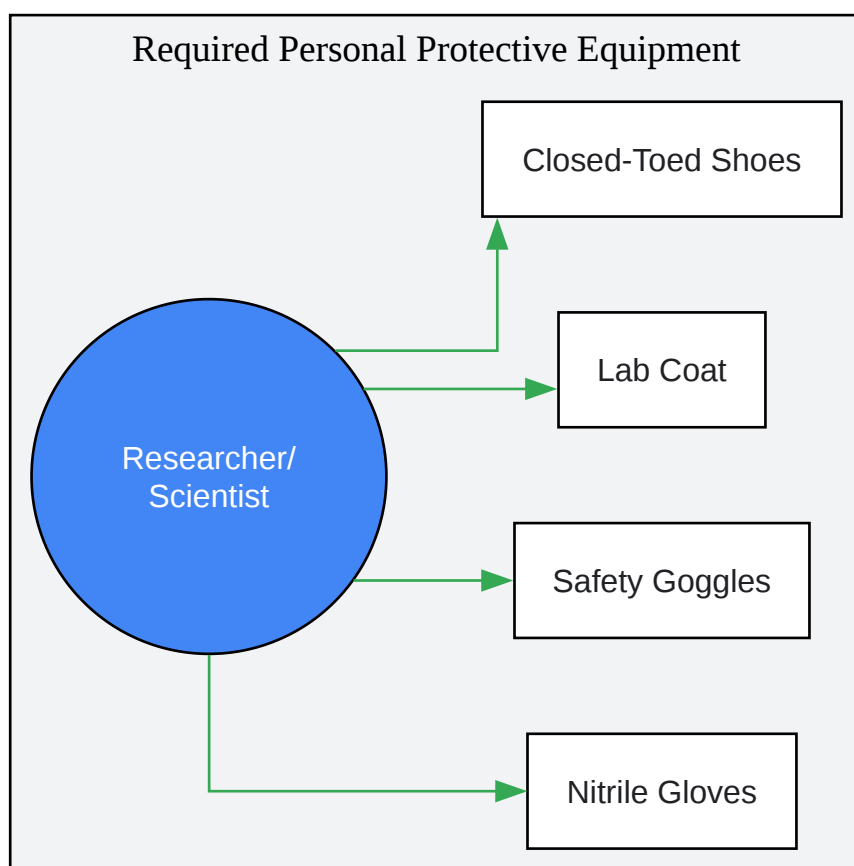 Required Personal Protective Equipment
Closed-Toed Shoes
Lab Coat
Researcher/
Scientist
Safety Goggles
Nitrile Gloves